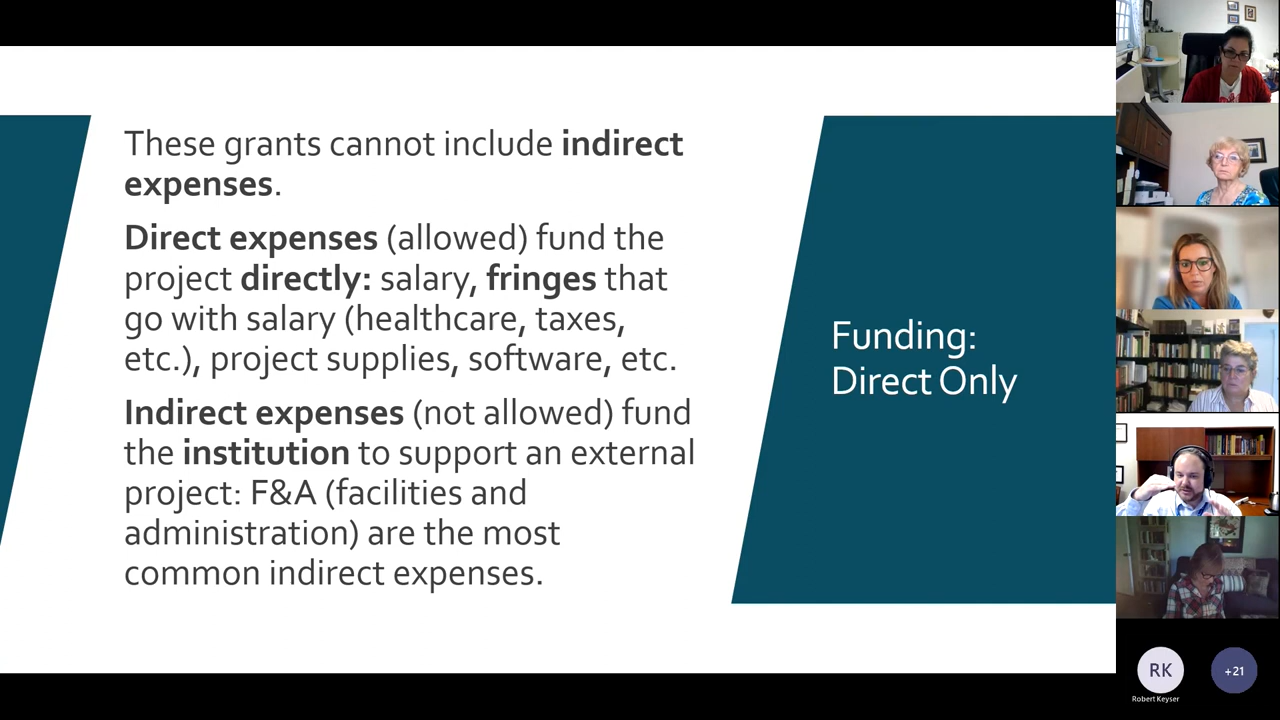 These grants cannot include indirect
expenses.
Direct expenses (allowed) fund the
project directly: salary, fringes that
go with salary (healthcare, taxes,
etc.), project supplies, software, etc.
Indirect expenses (not allowed) fund
the institution to support an external
project: F&A (facilities and
administration) are the most
common indirect expenses.
Funding:
Direct Only
RK
+21
Robert Keyser